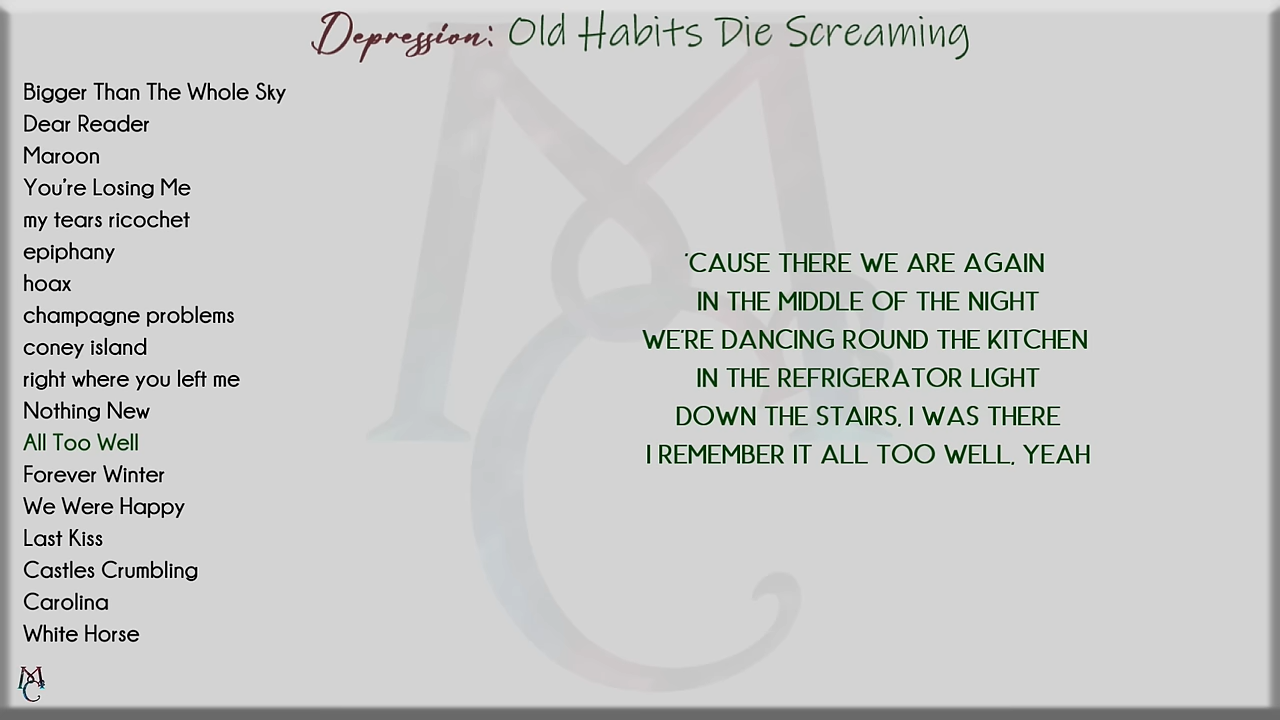 Depression: Old Habits Die Screaming
Bigger Than The Whole Sky
Dear Reader
Maroon
You're Losing Me
my tears ricochet
epiphany
hoax
champagne problems
coney island
right where you left me
Nothing New
All Too Well
Forever Winter
We Were Happy
Last Kiss
Castles Crumbling
Carolina
White Horse
'CAUSE THERE WE ARE AGAIN
IN THE MIDDLE OF THE NIGHT
WE'RE DANCING ROUND THE KITCHEN
IN THE REFRIGERATOR LIGHT
DOWN THE STAIRS, I WAS THERE
I REMEMBER IT ALL TOO WELL, YEAH